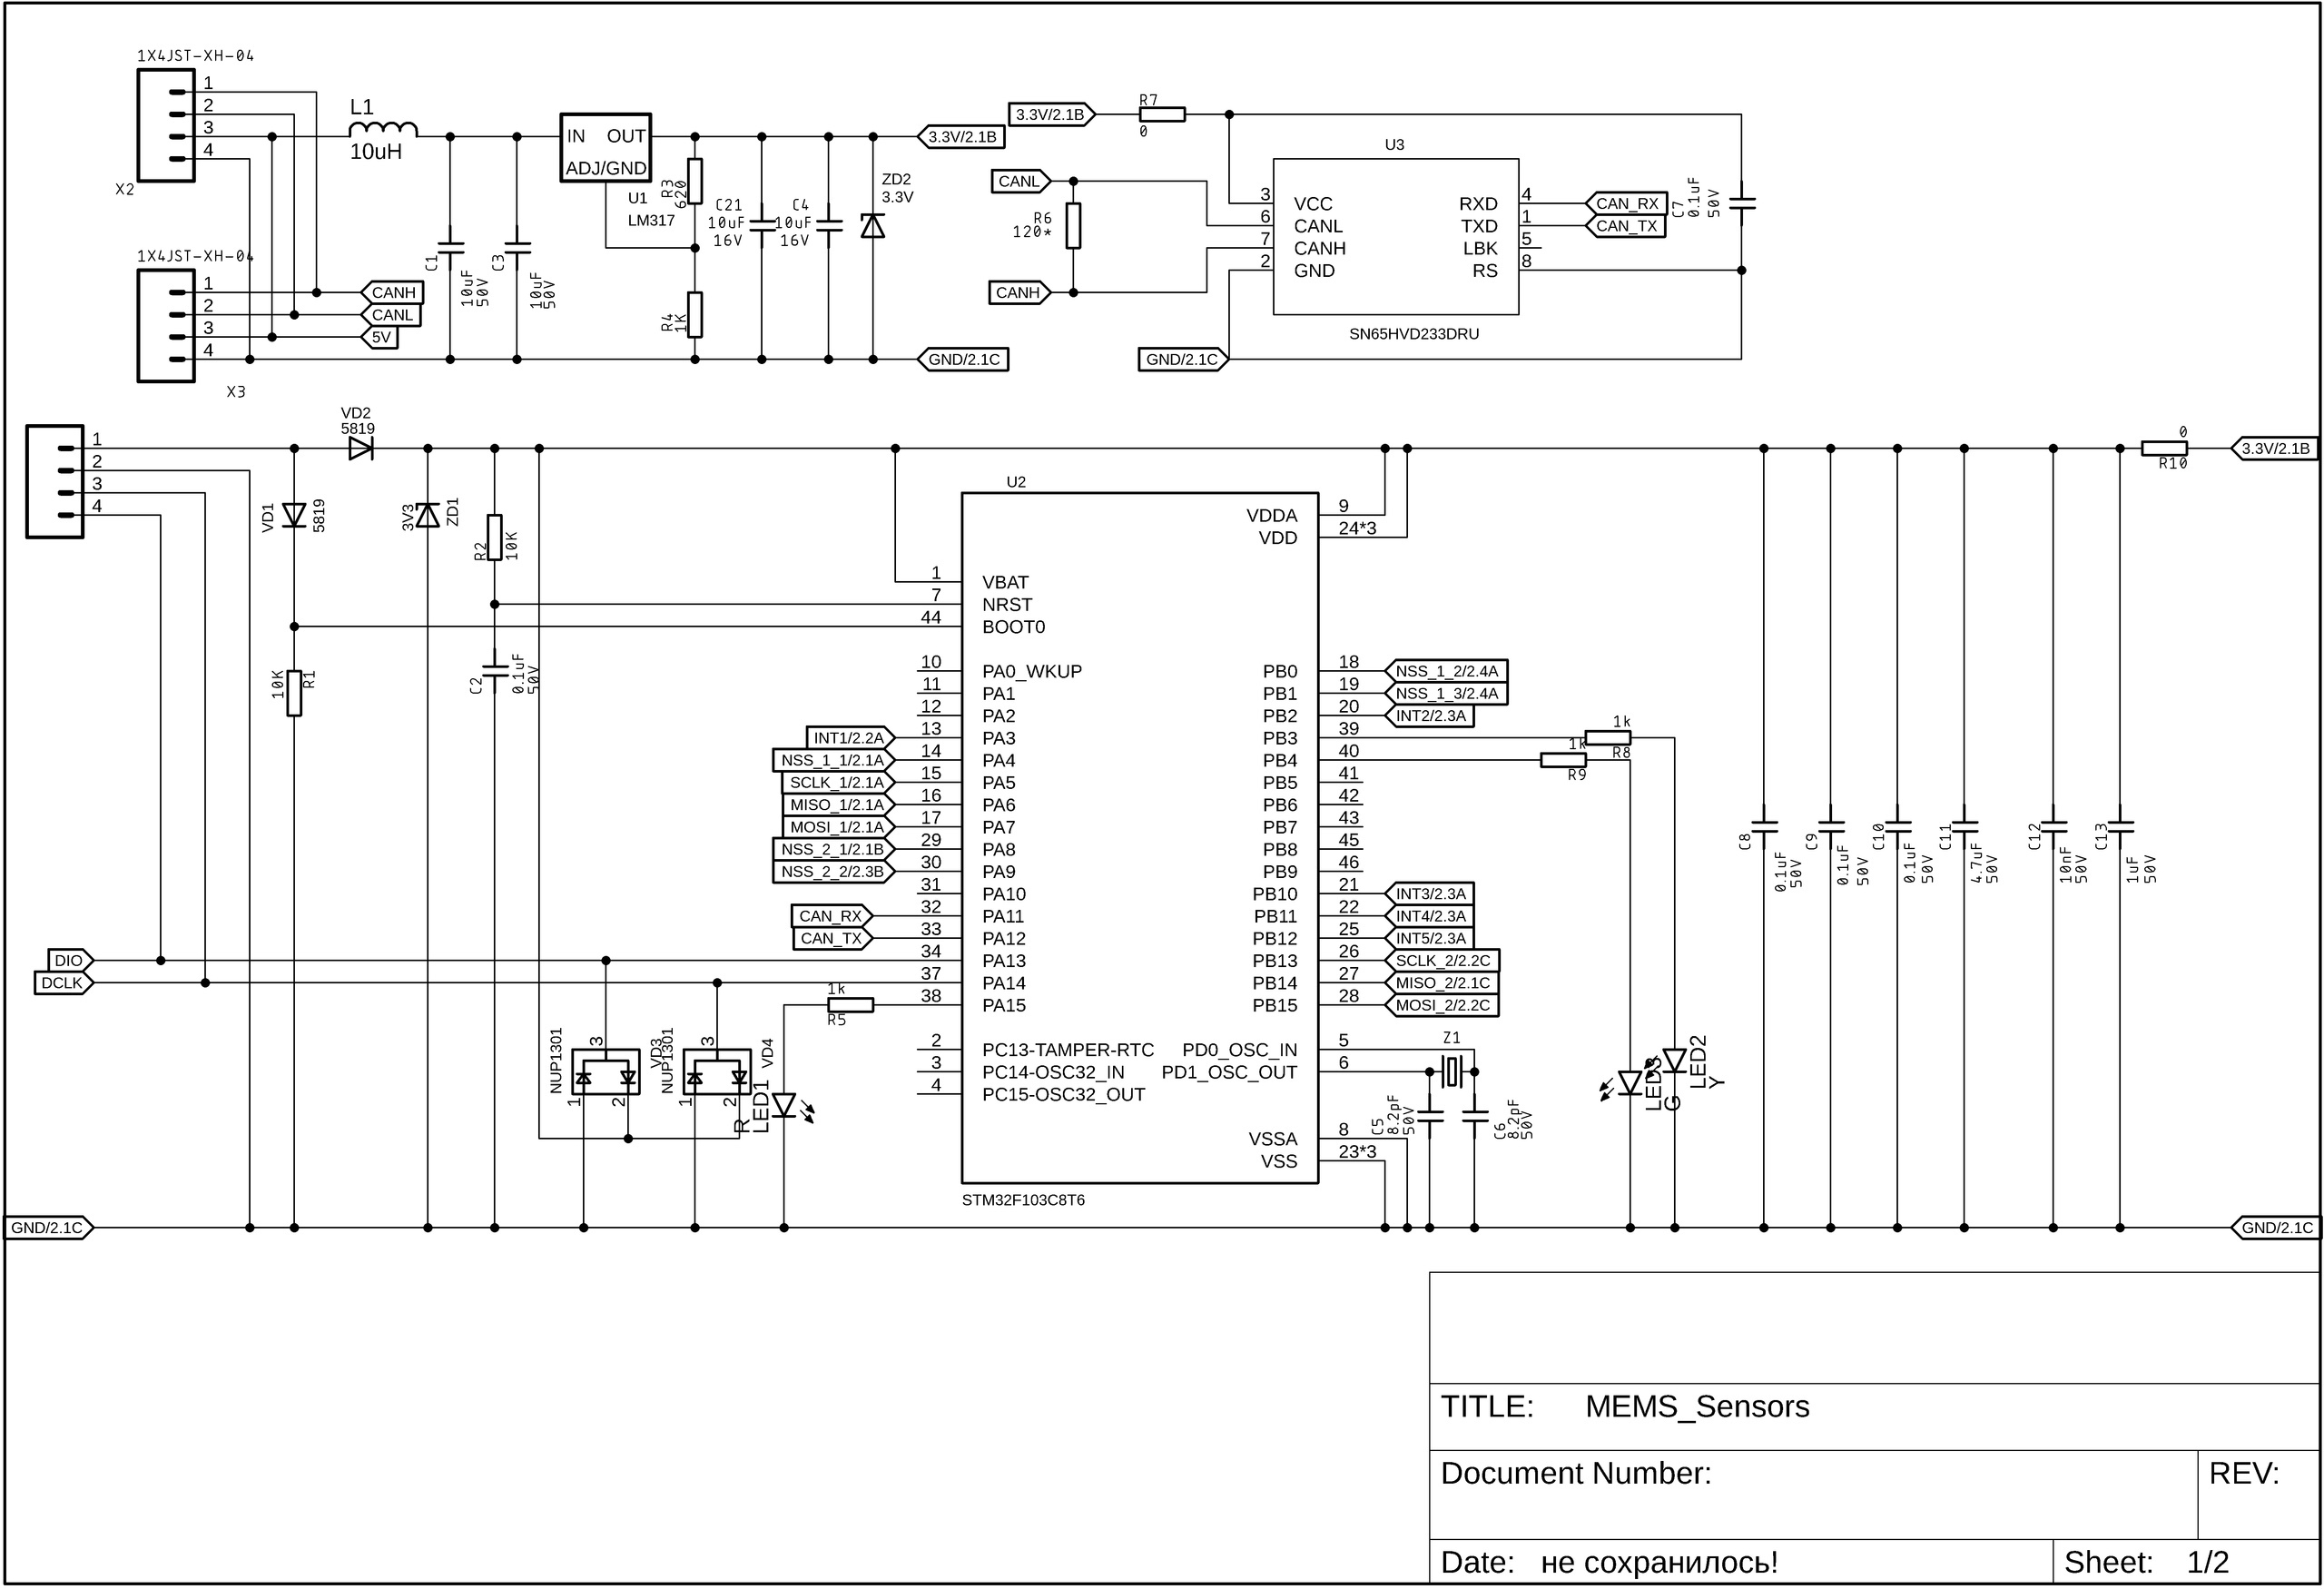 1X4JST-XH-04
1
2
3
4
X2
L1
10uH
IN OUT
ADJ/GND
U1
LM317
R3
620
C21
10uF
16V
C4
10uF
16V
ZD2
3.3V
3.3V/2.1B
C1
10uF
50V
C3
10uF
50V
R4
1K
GND/2.1C
1X4JST-XH-04
1
2
3
4
X3
CANH
CANL
5V
3.3V/2.1B
R7
0
CANL
R6
120*
CANH
GND/2.1C
U3
3 VCC RXD 4
6 CANL TXD 1
7 CANH LBK 5
2 GND RS 8
SN65HVD233DRU
CAN_RX
CAN_TX
C7
0.1uF
50V
1
2
3
4
VD2
5819
VD1
5819
3V3
ZD1
R2
10K
10K
R1
C2
0.1uF
50V
0
R10
3.3V/2.1B
U2
VDDA 9
VDD 24*3
1 VBAT
7 NRST
44 BOOT0
10 PA0_WKUP PB0 18 NSS_1_2/2.4A
11 PA1 PB1 19 NSS_1_3/2.4A
12 PA2 PB2 20 INT2/2.3A
INT1/2.2A 13 PA3 PB3 39
NSS_1_1/2.1A 14 PA4 PB4 40
SCLK_1/2.1A 15 PA5 PB5 41
MISO_1/2.1A 16 PA6 PB6 42
MOSI_1/2.1A 17 PA7 PB7 43
NSS_2_1/2.1B 29 PA8 PB8 45
NSS_2_2/2.3B 30 PA9 PB9 46
31 PA10 PB10 21 INT3/2.3A
CAN_RX 32 PA11 PB11 22 INT4/2.3A
CAN_TX 33 PA12 PB12 25 INT5/2.3A
DIO 34 PA13 PB13 26 SCLK_2/2.2C
DCLK 37 PA14 PB14 27 MISO_2/2.1C
38 PA15 PB15 28 MOSI_2/2.2C
2 PC13-TAMPER-RTC PD0_OSC_IN 5
3 PC14-OSC32_IN PD1_OSC_OUT 6
4 PC15-OSC32_OUT
VSSA 8
VSS 23*3
STM32F103C8T6
1k
R8
1k
R9
1k
R5
NUP1301
3
VD3
1
2
NUP1301
3
VD4
1
2
R
LED1
Z1
C5
8.2pF
50V
C6
8.2pF
50V
LED3
G
LED2
Y
C8
0.1uF
50V
C9
0.1uF
50V
C10
0.1uF
50V
C11
4.7uF
50V
C12
10nF
50V
C13
1uF
50V
GND/2.1C
GND/2.1C
TITLE: MEMS_Sensors
Document Number:
REV:
Date: не сохранилось!
Sheet: 1/2